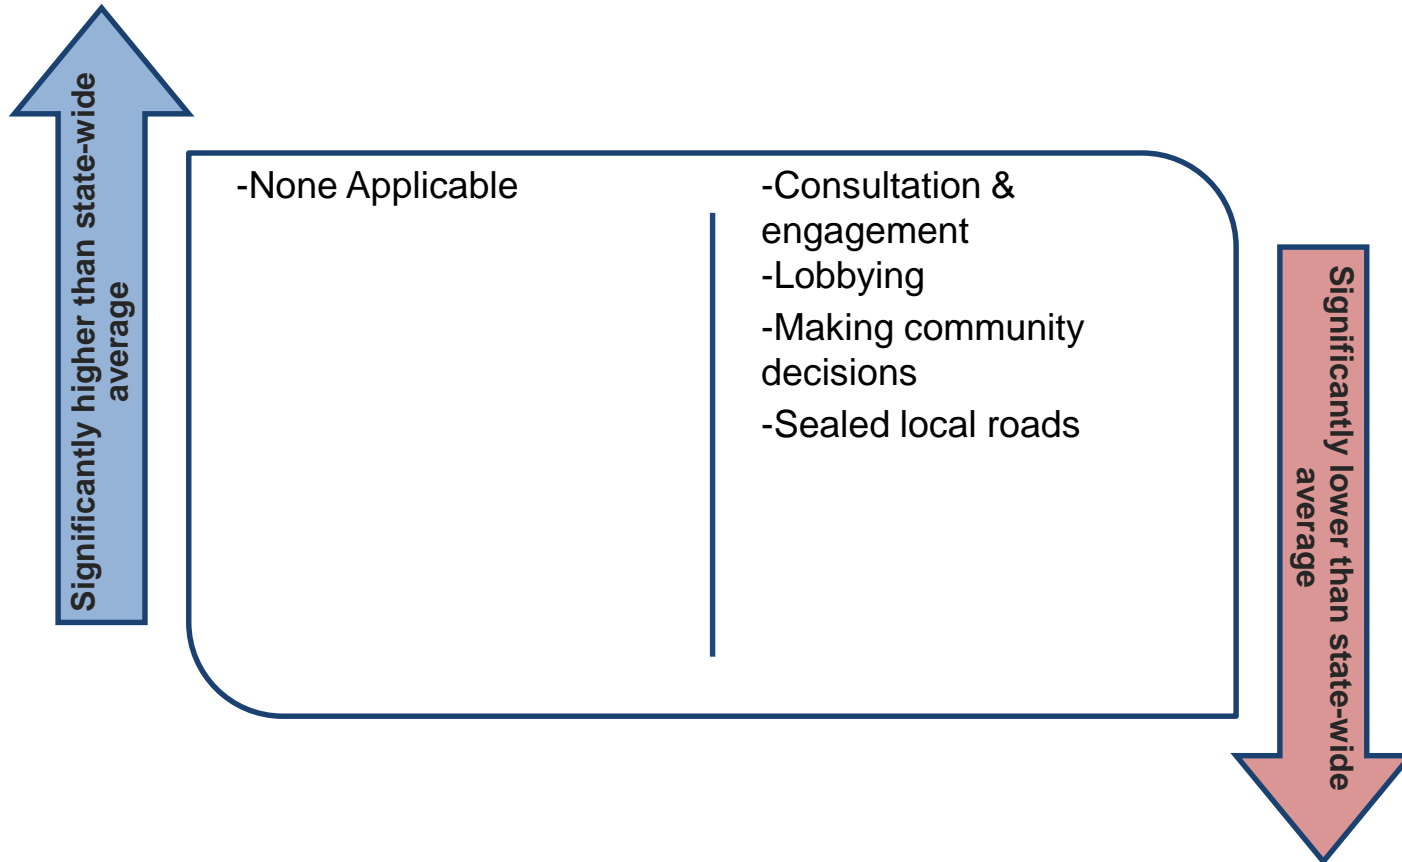 Significantly higher than state-wide
average
-None Applicable
-Consultation &
engagement
-Lobbying
-Making community
decisions
-Sealed local roads
Significantly lower than state-wide
average